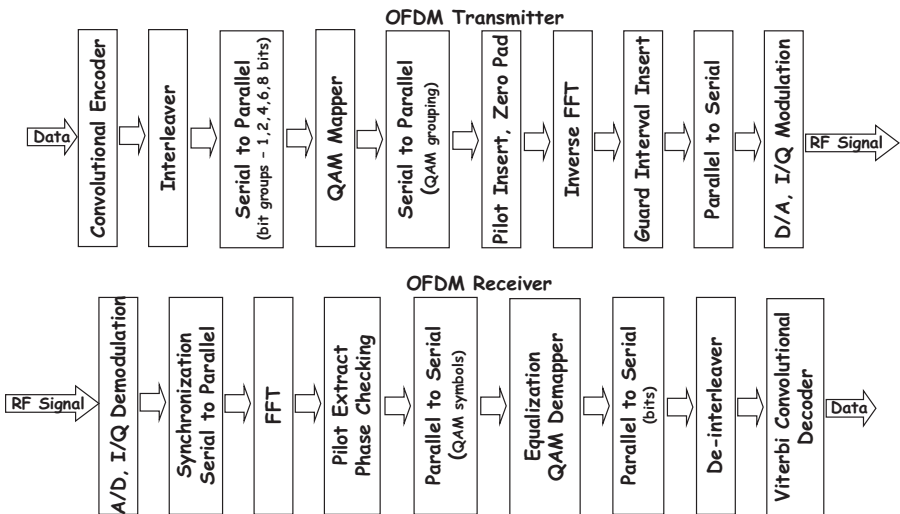 OFDM Transmitter
Data
Convolutional Encoder
Interleaver
Serial to Parallel
(bit groups - 1,2,4,6,8 bits)
QAM Mapper
Serial to Parallel
(QAM grouping)
Pilot Insert, Zero Pad
Inverse FFT
Guard Interval Insert
Parallel to Serial
D/A, I/Q Modulation
RF Signal
OFDM Receiver
RF Signal
A/D, I/Q Demodulation
Synchronization
Serial to Parallel
FFT
Pilot Extract
Phase Checking
Parallel to Serial
(QAM symbols)
Equalization
QAM Demapper
Parallel to Serial
(bits)
De-interleaver
Viterbi Convolutional
Decoder
Data